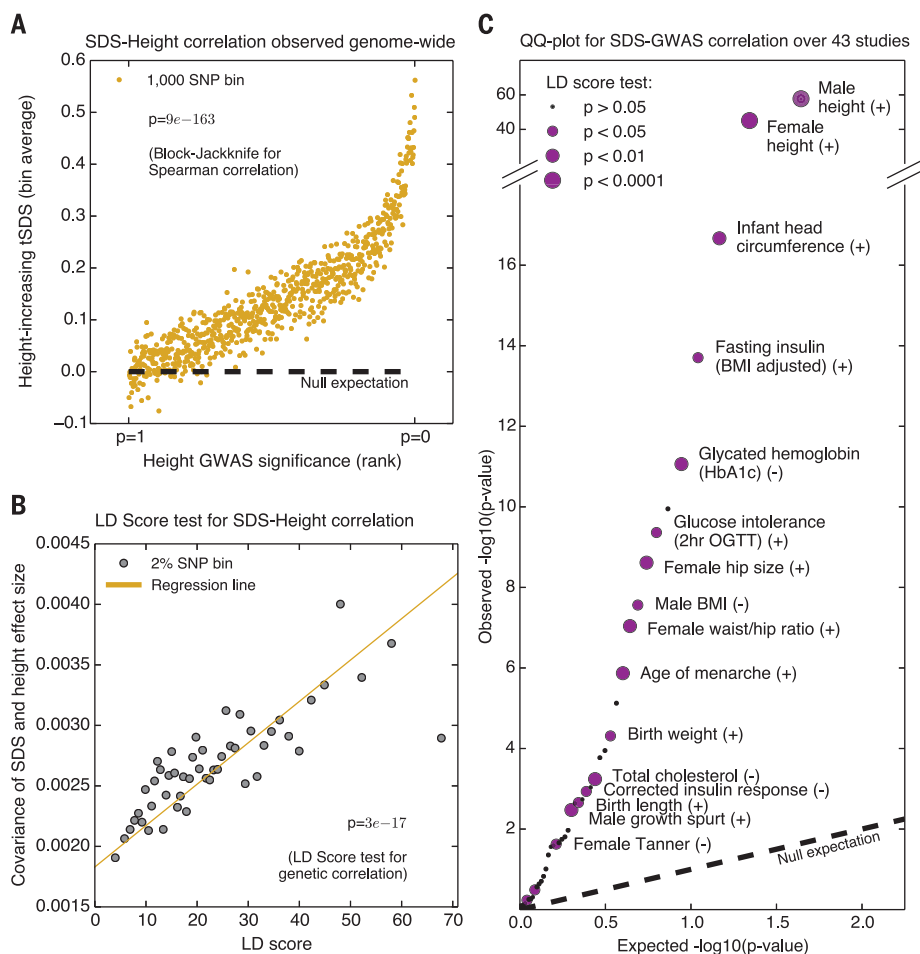 A
SDS-Height correlation observed genome-wide
0.6
0.5
0.4
0.3
0.2
0.1
0.0
−0.1
Height-increasing tSDS (bin average)
1,000 SNP bin
p=9e−163
(Block-Jackknife for
Spearman correlation)
Null expectation
p=1
p=0
Height GWAS significance (rank)
B
LD Score test for SDS-Height correlation
0.0045
0.0040
0.0035
0.0030
0.0025
0.0020
0.0015
Covariance of SDS and height effect size
2% SNP bin
Regression line
p=3e−17
(LD Score test for
genetic correlation)
0
10
20
30
40
50
60
70
LD score
C
QQ-plot for SDS-GWAS correlation over 43 studies
LD score test:
p > 0.05
p < 0.05
p < 0.01
p < 0.0001
60
40
16
14
12
10
8
6
4
2
Observed -log10(p-value)
Male
height (+)
Female
height (+)
Infant head
circumference (+)
Fasting insulin
(BMI adjusted) (+)
Glycated hemoglobin
(HbA1c) (-)
Glucose intolerance
(2hr OGTT) (+)
Female hip size (+)
Male BMI (-)
Female waist/hip ratio (+)
Age of menarche (+)
Birth weight (+)
Total cholesterol (-)
Corrected insulin response (-)
Birth length (+)
Male growth spurt (+)
Female Tanner (-)
Null expectation
0.0
0.5
1.0
1.5
2.0
Expected -log10(p-value)